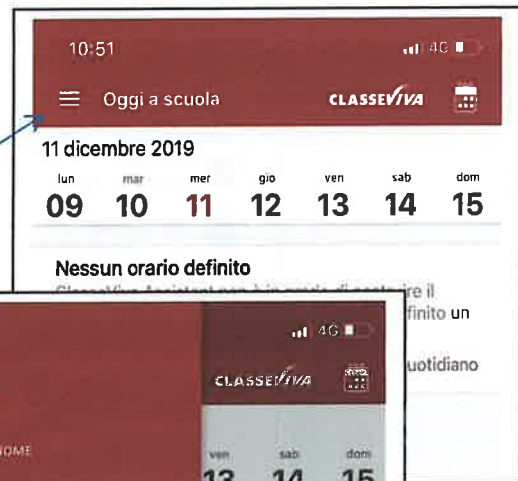 10:51 4G
Oggi a scuola CLASSEVIVA
11 dicembre 2019
lun mar mer gio ven sab dom
09 10 11 12 13 14 15
Nessun orario definito
re il
finito un
uotidiano
4G
CLASSEVIVA
NOME
ven sab dom
13 14 15